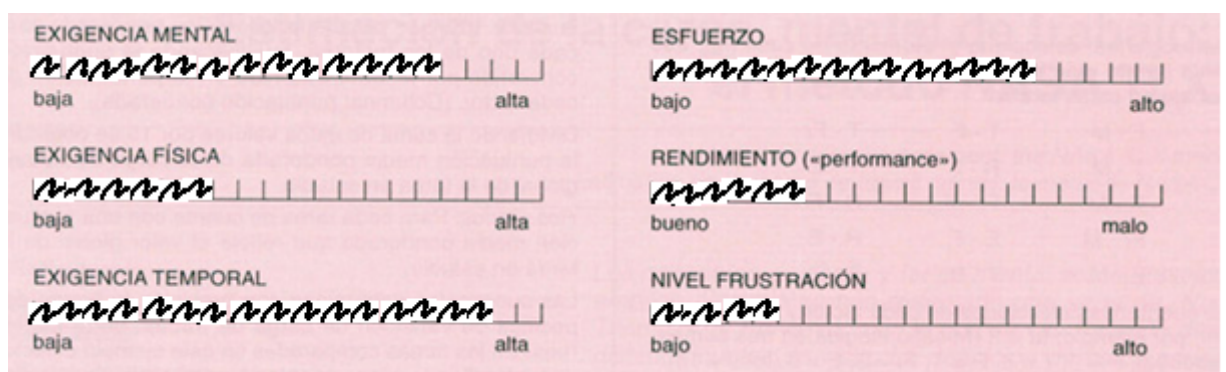 EXIGENCIA MENTAL
baja alta
EXIGENCIA FÍSICA
baja alta
EXIGENCIA TEMPORAL
baja alta
ESFUERZO
bajo alto
RENDIMIENTO («performance»)
bueno malo
NIVEL FRUSTRACIÓN
bajo alto